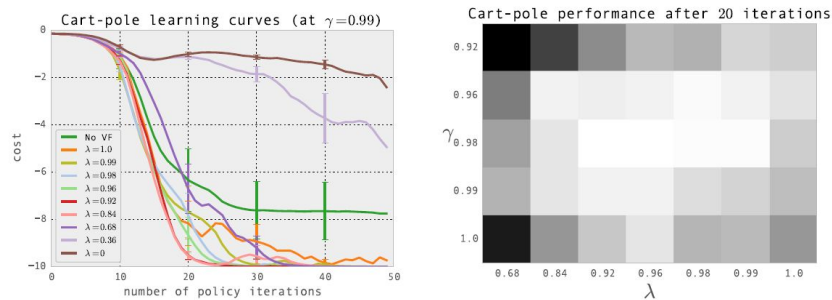 Cart-pole learning curves (at γ=0.99)
0
−2
−4
−6
−8
−10
cost
No VF
λ=1.0
λ=0.99
λ=0.98
λ=0.96
λ=0.92
λ=0.84
λ=0.68
λ=0.36
λ=0
0 10 20 30 40 50
number of policy iterations
Cart-pole performance after 20 iterations
0.92
0.96
0.98
0.99
1.0
γ
0.68 0.84 0.92 0.96 0.98 0.99 1.0
λ